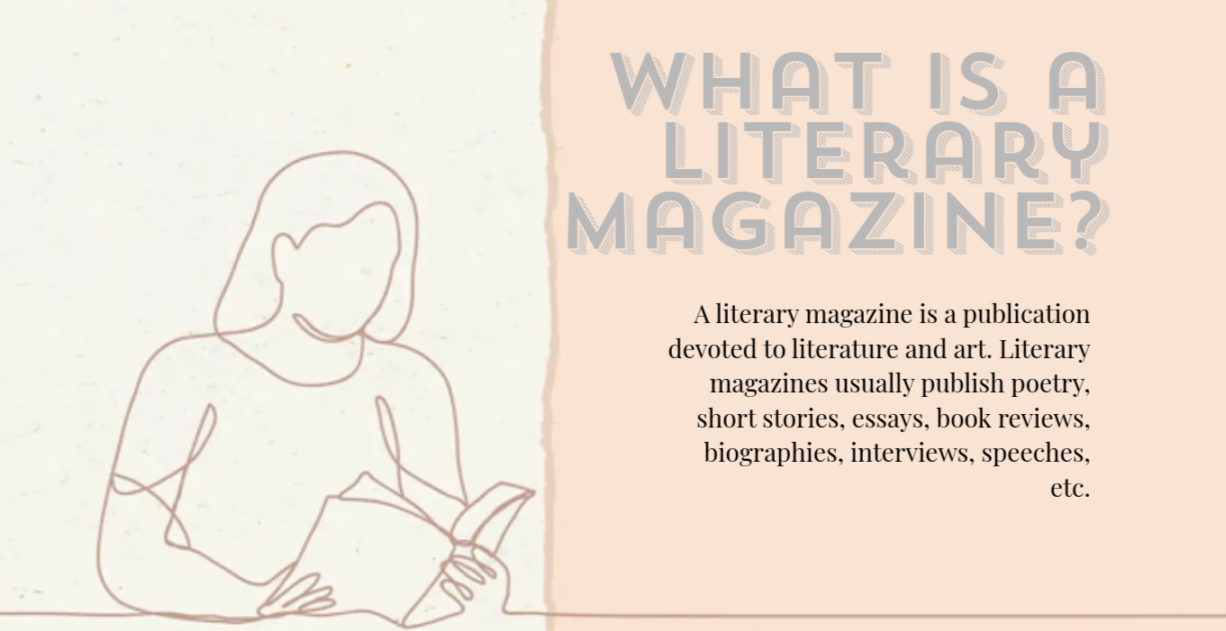 WHAT IS A
LITERARY
MAGAZINE?
A literary magazine is a publication
devoted to literature and art. Literary
magazines usually publish poetry,
short stories, essays, book reviews,
biographies, interviews, speeches,
etc.